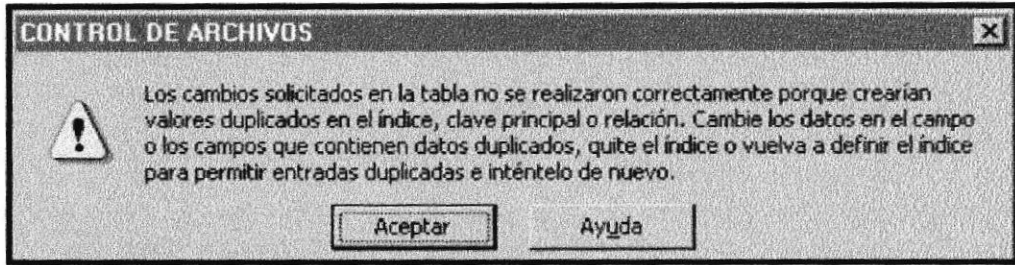 CONTROL DE ARCHIVOS
Los cambios solicitados en la tabla no se realizaron correctamente porque crearían
valores duplicados en el índice, clave principal o relación. Cambie los datos en el campo
o los campos que contienen datos duplicados, quite el índice o vuelva a definir el índice
para permitir entradas duplicadas e inténtelo de nuevo.
Aceptar Ayuda